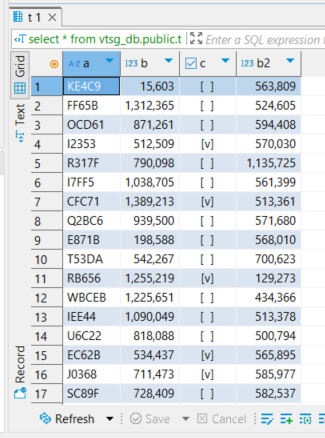 t 1
select * from vtsg_db.public.t
Enter a SQL expression t
Grid
Text
Record
a b c b2
123 123 123
1 KE4C9 15,603 [ ] 563,809
2 FF65B 1,312,365 [ ] 524,605
3 OCD61 871,261 [ ] 594,408
4 I2353 512,509 [v] 570,030
5 R317F 790,098 [ ] 1,135,725
6 I7FF5 1,038,705 [ ] 561,399
7 CFC71 1,389,213 [v] 513,361
8 Q2BC6 939,500 [ ] 571,680
9 E871B 198,588 [ ] 568,010
10 T53DA 542,267 [ ] 700,623
11 RB656 1,255,219 [v] 129,273
12 WBCEB 1,225,651 [ ] 434,366
13 IEE44 1,090,049 [ ] 513,378
14 U6C22 818,088 [ ] 500,794
15 EC62B 534,437 [v] 565,895
16 J0368 711,473 [v] 585,977
17 SC89F 728,409 [ ] 582,537
Refresh Save Cancel